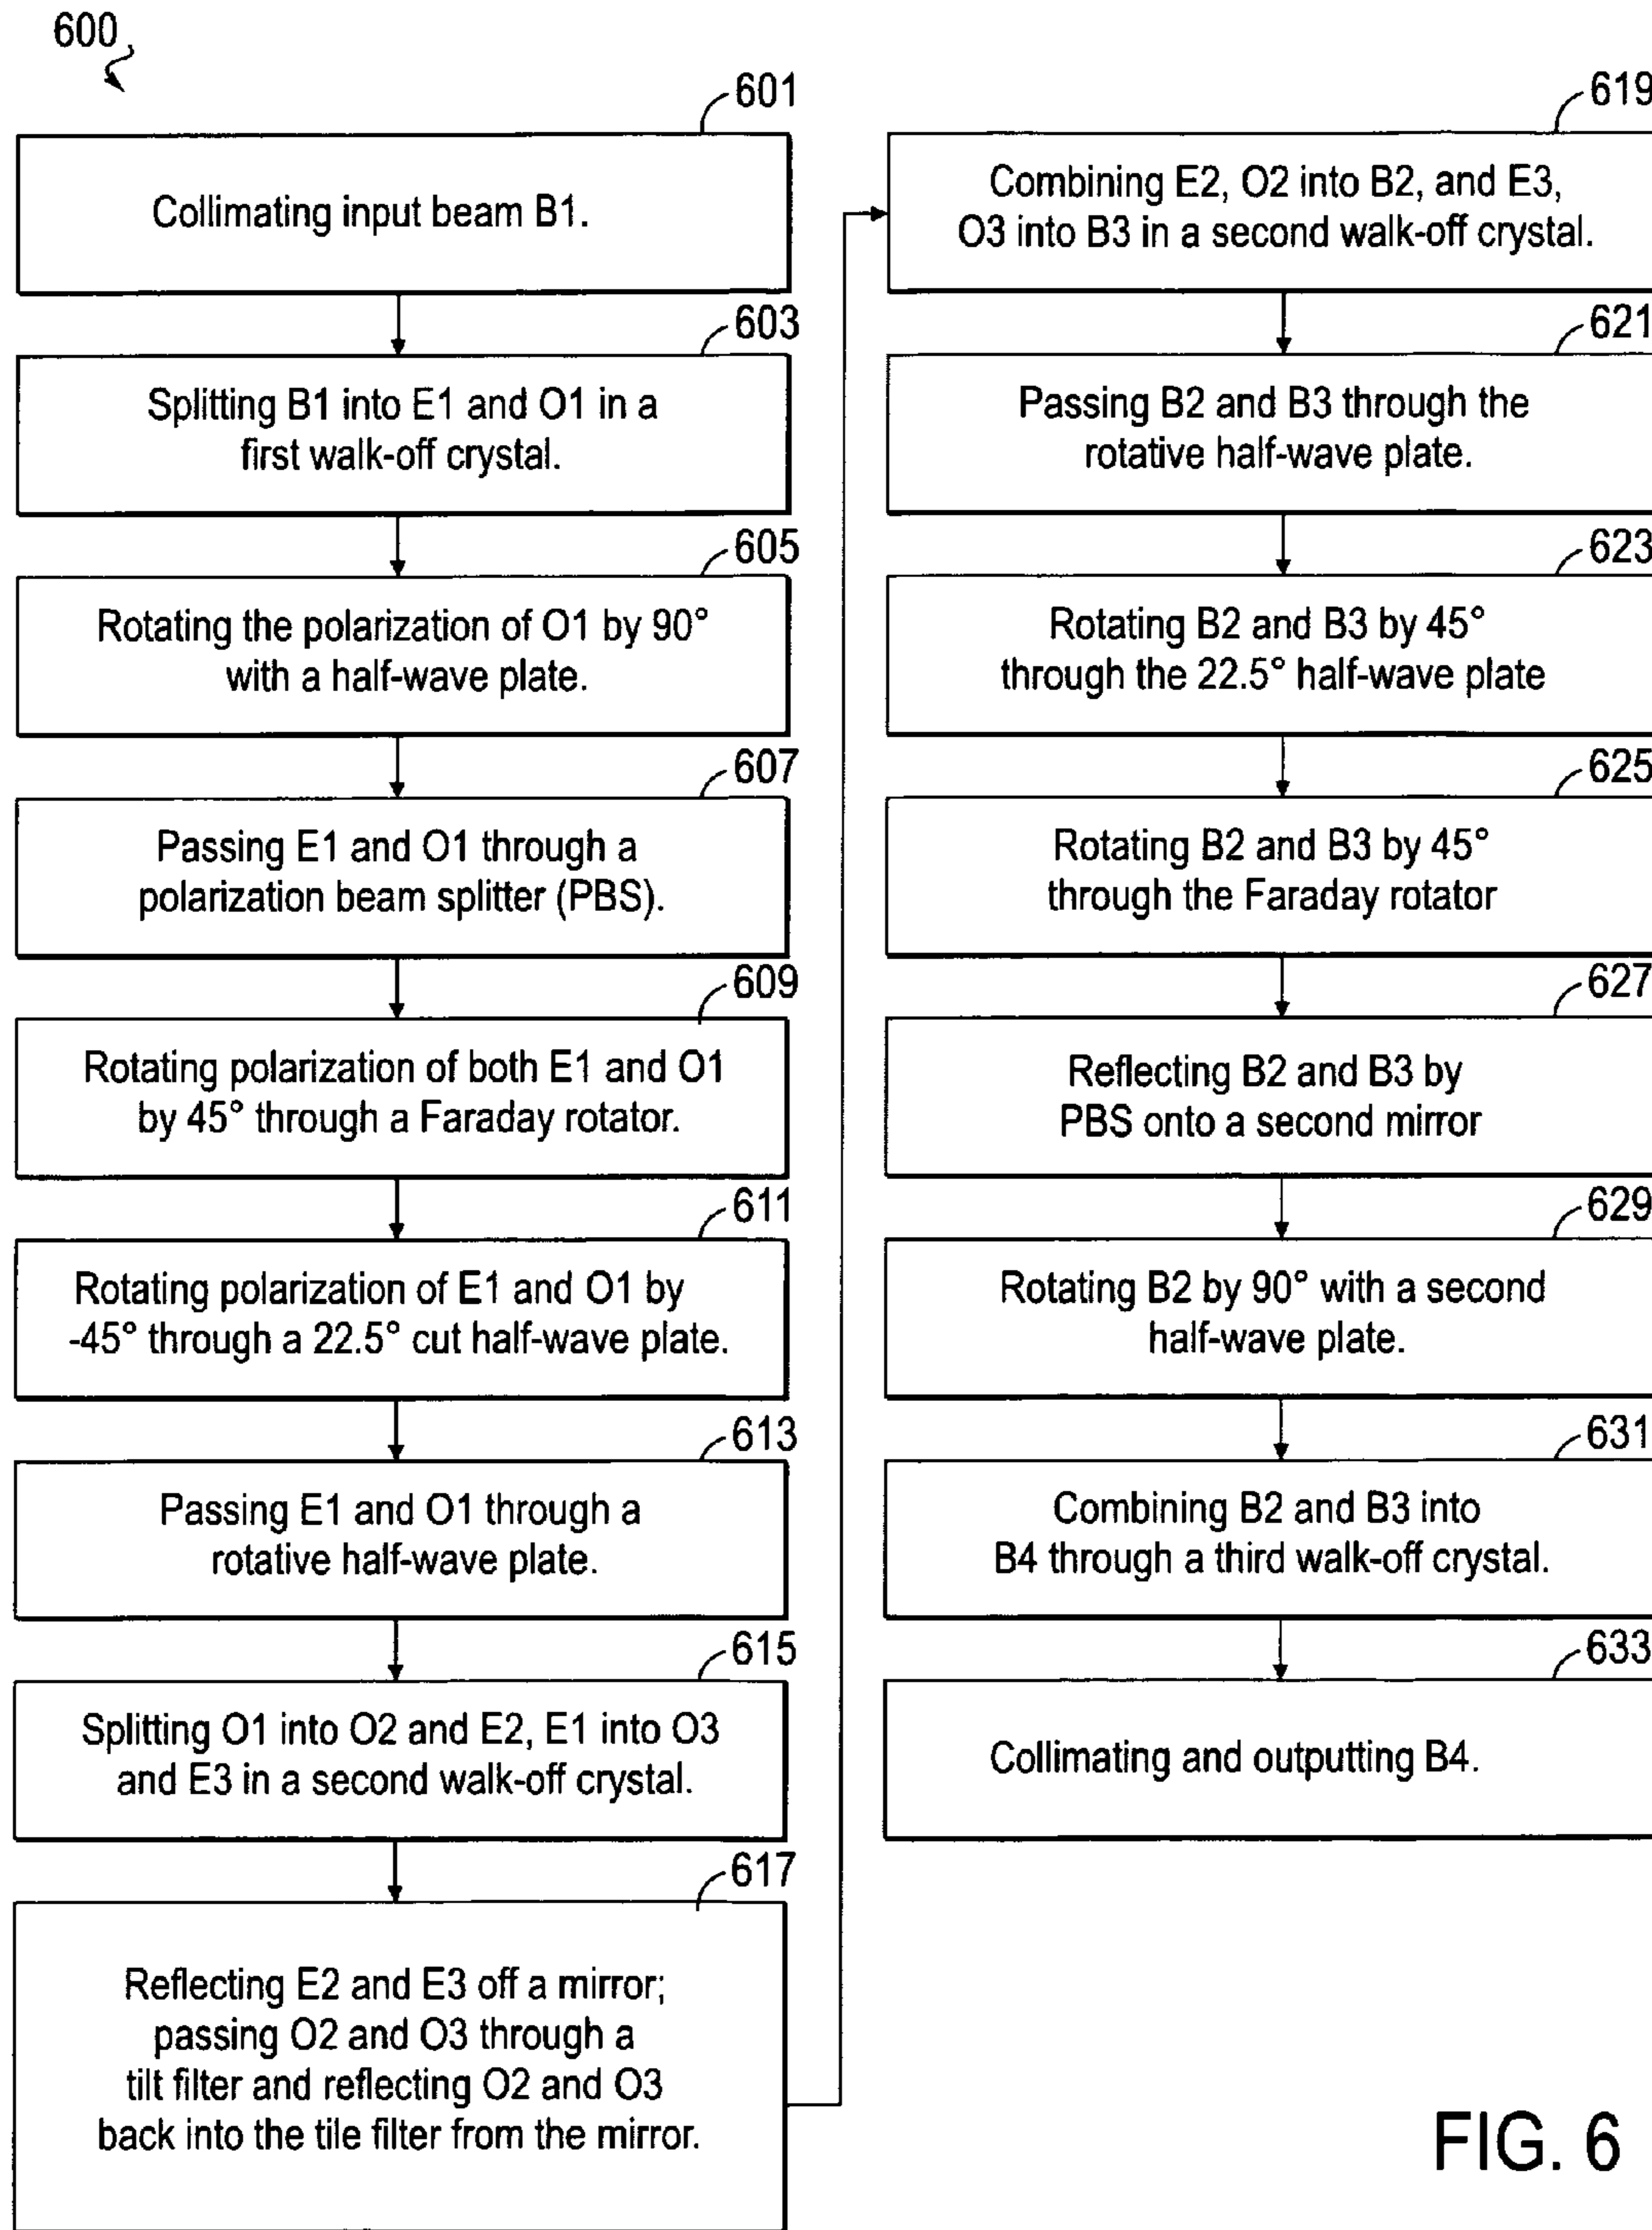 600
601
Collimating input beam B1.
603
Splitting B1 into E1 and O1 in a
first walk-off crystal.
605
Rotating the polarization of O1 by 90°
with a half-wave plate.
607
Passing E1 and O1 through a
polarization beam splitter (PBS).
609
Rotating polarization of both E1 and O1
by 45° through a Faraday rotator.
611
Rotating polarization of E1 and O1 by
-45° through a 22.5° cut half-wave plate.
613
Passing E1 and O1 through a
rotative half-wave plate.
615
Splitting O1 into O2 and E2, E1 into O3
and E3 in a second walk-off crystal.
617
Reflecting E2 and E3 off a mirror;
passing O2 and O3 through a
tilt filter and reflecting O2 and O3
back into the tile filter from the mirror.
619
Combining E2, O2 into B2, and E3,
O3 into B3 in a second walk-off crystal.
621
Passing B2 and B3 through the
rotative half-wave plate.
623
Rotating B2 and B3 by 45°
through the 22.5° half-wave plate
625
Rotating B2 and B3 by 45°
through the Faraday rotator
627
Reflecting B2 and B3 by
PBS onto a second mirror
629
Rotating B2 by 90° with a second
half-wave plate.
631
Combining B2 and B3 into
B4 through a third walk-off crystal.
633
Collimating and outputting B4.
FIG. 6